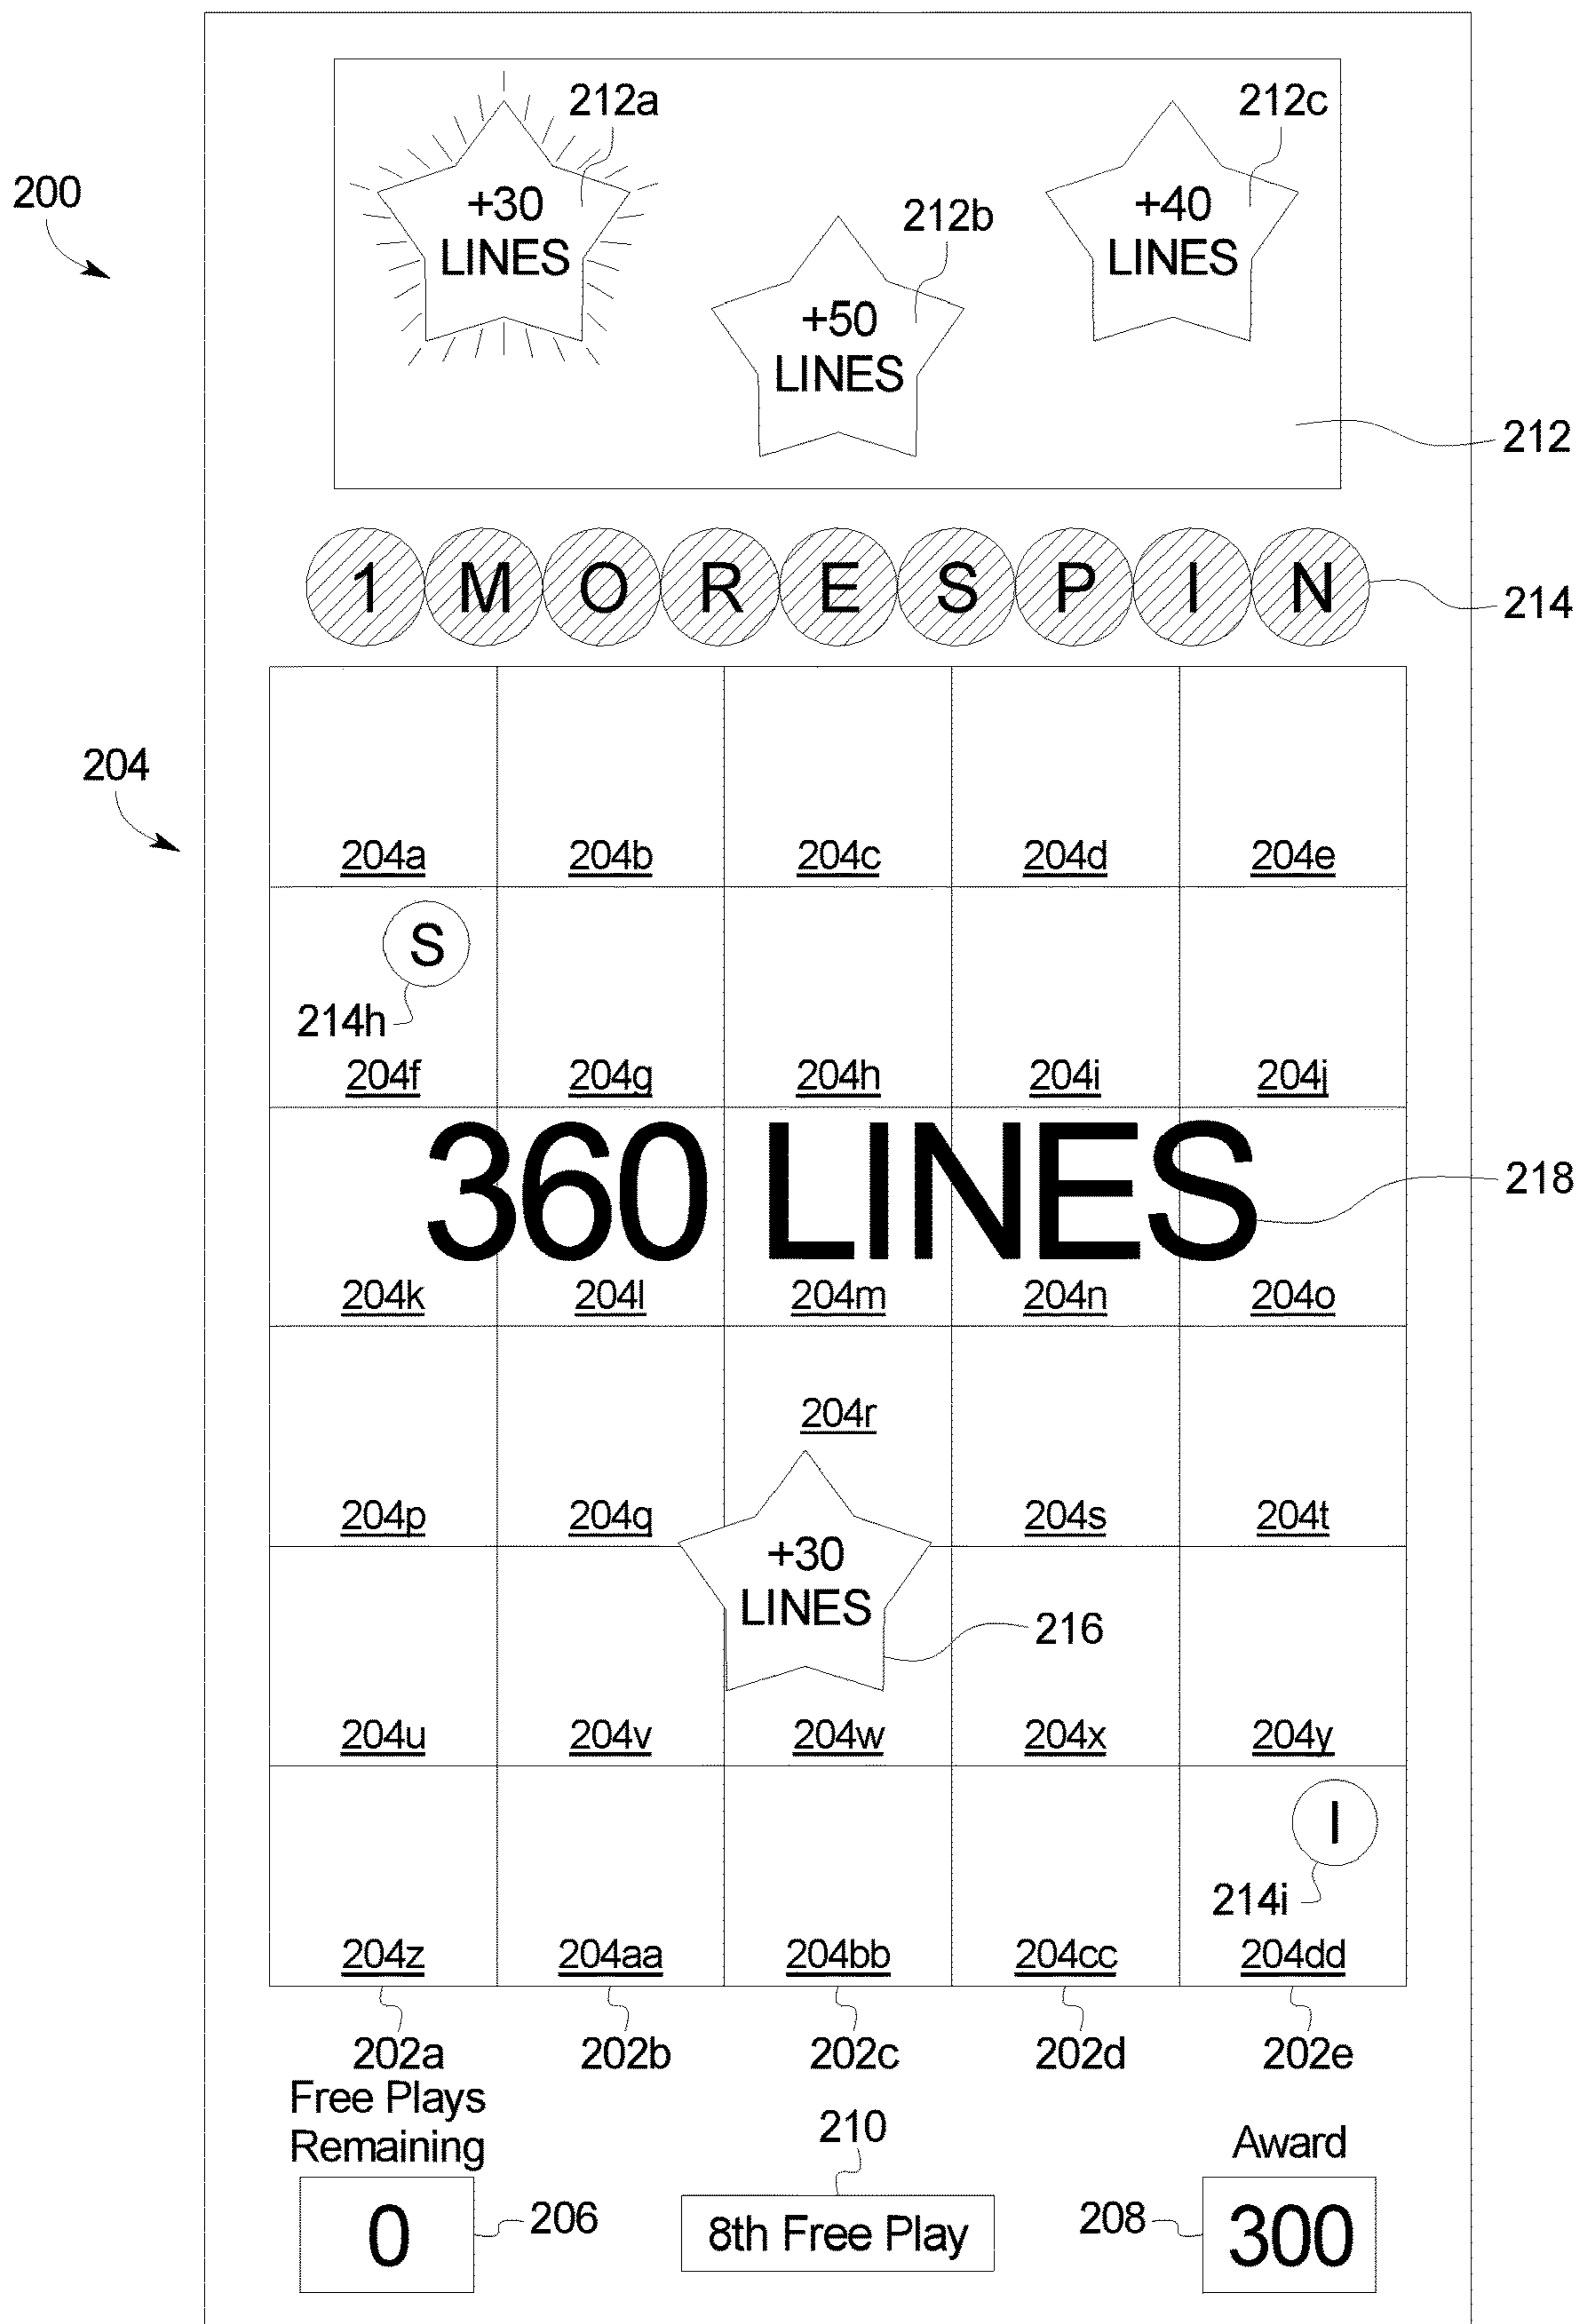 200
212a
212c
+30
LINES
+40
LINES
212b
+50
LINES
212
1 M O R E S P I N
214
204
204a 204b 204c 204d 204e
S
214h
204f 204g 204h 204i 204j
360 LINES
218
204k 204l 204m 204n 204o
204r
204p 204q 204s 204t
+30
LINES
216
204u 204v 204w 204x 204y
I
214i
204z 204aa 204bb 204cc 204dd
202a 202b 202c 202d 202e
Free Plays
Remaining
210
Award
0
206
8th Free Play
208
300